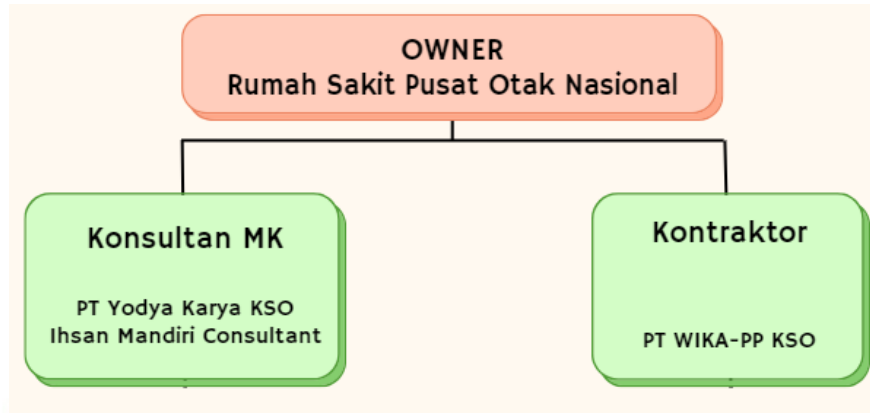 OWNER
Rumah Sakit Pusat Otak Nasional
Konsultan MK
PT Yodya Karya KSO
Ihsan Mandiri Consultant
Kontraktor
PT WIKA-PP KSO